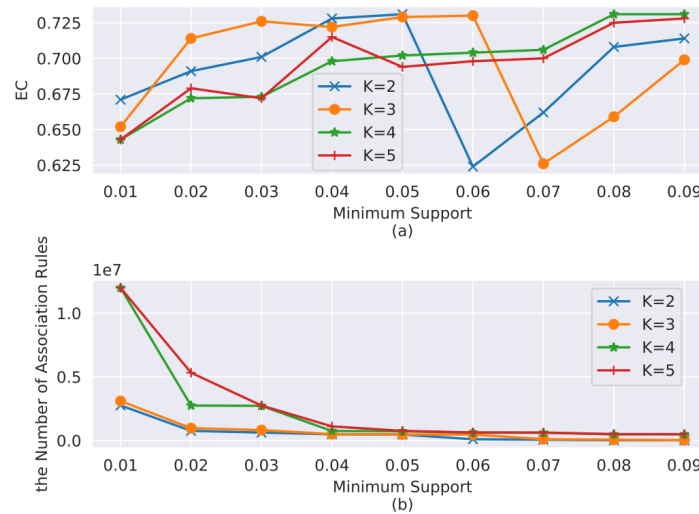 0.725
0.700
0.675
0.650
0.625
EC
K=2
K=3
K=4
K=5
0.01 0.02 0.03 0.04 0.05 0.06 0.07 0.08 0.09
Minimum Support
(a)
1e7
1.0
0.5
0.0
the Number of Association Rules
K=2
K=3
K=4
K=5
0.01 0.02 0.03 0.04 0.05 0.06 0.07 0.08 0.09
Minimum Support
(b)